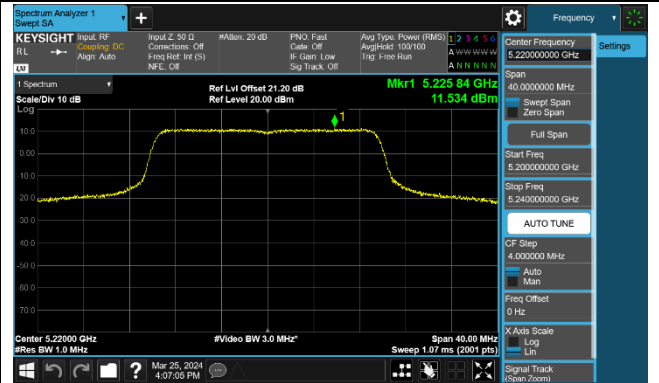 Spectrum Analyzer 1
Swept SA
Frequency
KEYSIGHT
RL
LXI
Input: RF
Coupling: DC
Align: Auto
Input Z: 50 Ω
Corrections: Off
Freq Ref: Int (S)
NFE: Off
#Atten: 20 dB
PNO: Fast
Gate: Off
IF Gain: Low
Sig Track: Off
Avg Type: Power (RMS)
Avg|Hold: 100/100
Trig: Free Run
1 2 3 4 5 6
A W W W W W
A N N N N N
1 Spectrum
Scale/Div 10 dB
Log
Ref Lvl Offset 21.20 dB
Ref Level 20.00 dBm
Mkr1 5.225 84 GHz
11.534 dBm
1
10.0
0.00
-10.0
-20.0
-30.0
-40.0
-50.0
-60.0
-70.0
Center 5.22000 GHz
#Res BW 1.0 MHz
#Video BW 3.0 MHz*
Span 40.00 MHz
Sweep 1.07 ms (2001 pts)
Mar 25, 2024
4:07:05 PM
Center Frequency
5.220000000 GHz
Settings
Span
40.0000000 MHz
Swept Span
Zero Span
Full Span
Start Freq
5.200000000 GHz
Stop Freq
5.240000000 GHz
AUTO TUNE
CF Step
4.000000 MHz
Auto
Man
Freq Offset
0 Hz
X Axis Scale
Log
Lin
Signal Track
(Span Zoom)